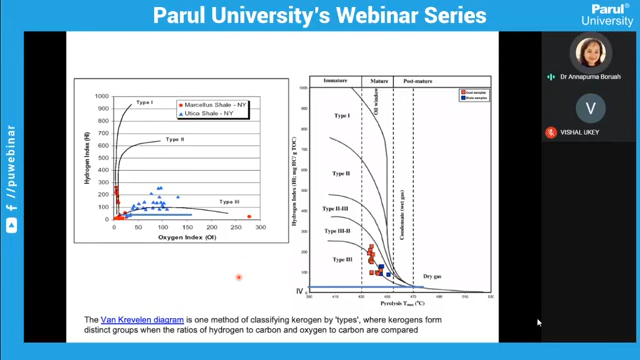 Parul University's Webinar Series
Parul®
University
f // /puwebinar
Dr Annapurna Boruah
V
VISHAL UKEY
1000
900
800
700
600
500
400
300
200
100
0
Hydrogen Index (HI)
Type I
Type II
Type III
Marcellus Shale - NY
Utica Shale - NY
0 50 100 150 200 250 300
Oxygen Index (OI)
Immature Mature Post-mature
Hydrogen Index (HI, mg HC/ g TOC)
Type I
Type II
Type II-III
Type III-II
Type III
IV
Oil window
Condensate (wet gas)
Dry gas
Pyrolysis Tmax (°C)
The Van Krevelen diagram is one method of classifying kerogen by 'types', where kerogens form
distinct groups when the ratios of hydrogen to carbon and oxygen to carbon are compared